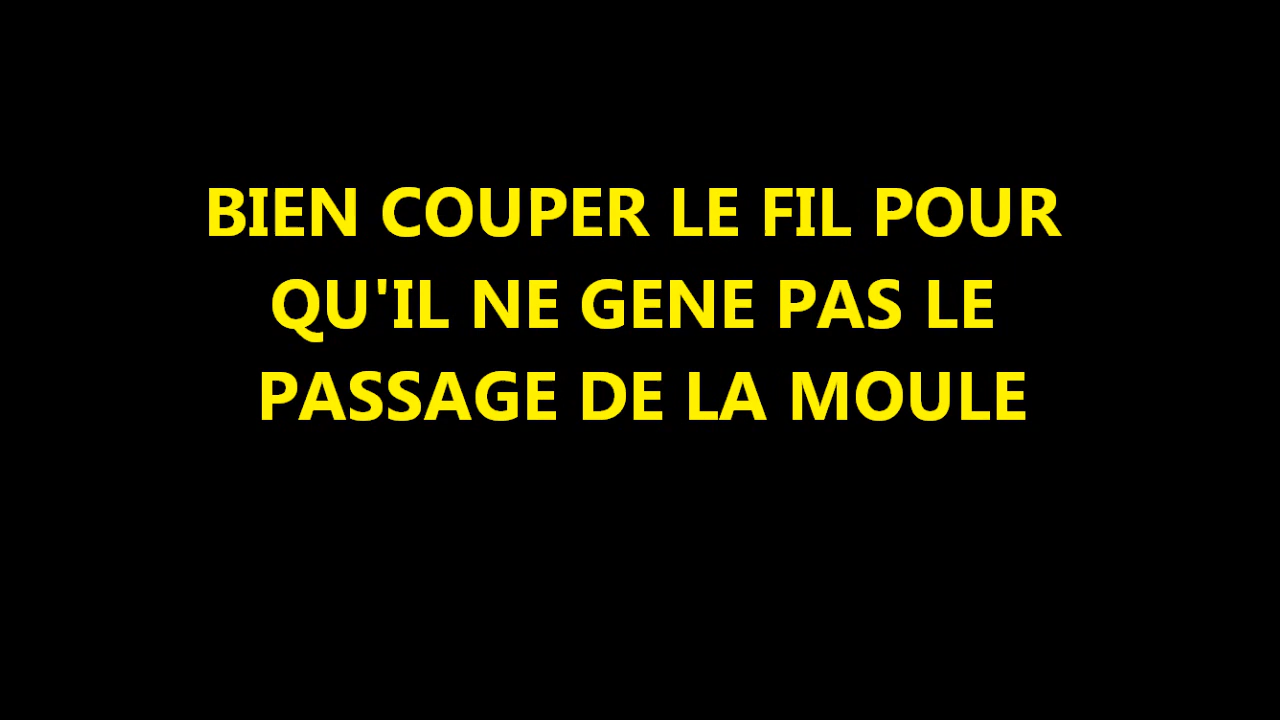 BIEN COUPER LE FIL POUR
QU'IL NE GENE PAS LE
PASSAGE DE LA MOULE